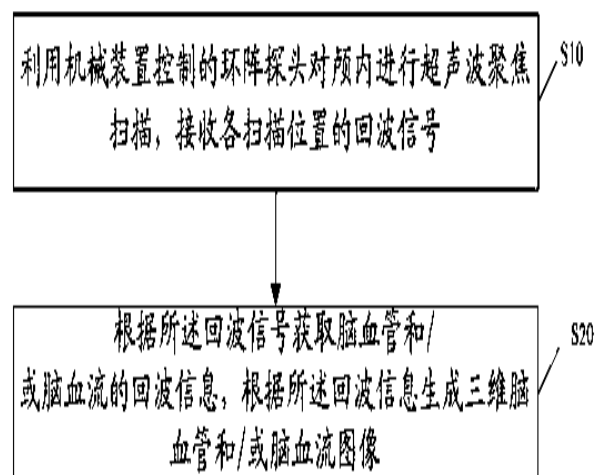 利用机械装置控制的环阵探头对颅内进行超声波聚焦
扫描，接收各扫描位置的回波信号
S10
根据所述回波信号获取脑血管和/
或脑血流的回波信息，根据所述回波信息生成三维脑
血管和/或脑血流图像
S20